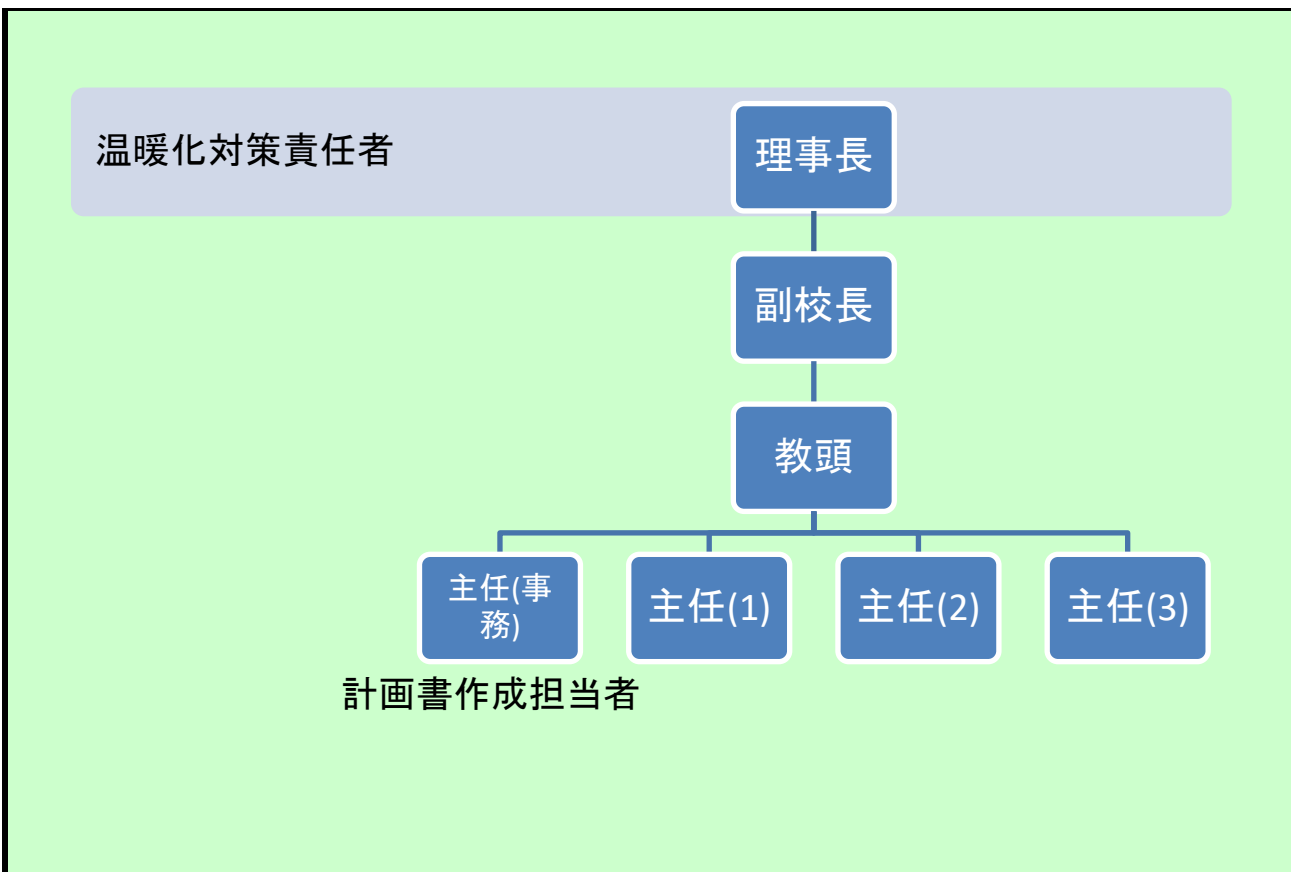 温暖化対策責任者
理事長
副校長
教頭
主任(事
務)
主任(1)
主任(2)
主任(3)
計画書作成担当者